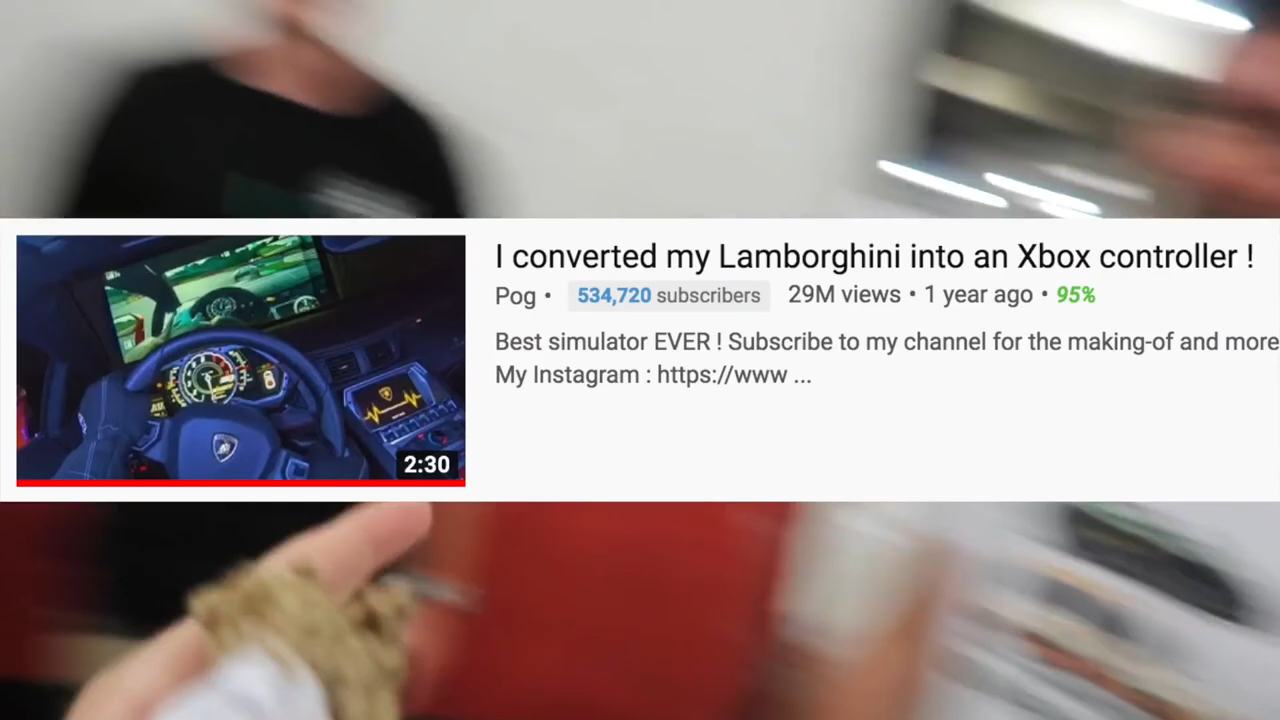 I converted my Lamborghini into an Xbox controller !
Pog • 534,720 subscribers 29M views • 1 year ago • 95%
Best simulator EVER ! Subscribe to my channel for the making-of and more
My Instagram : https://www ...
2:30